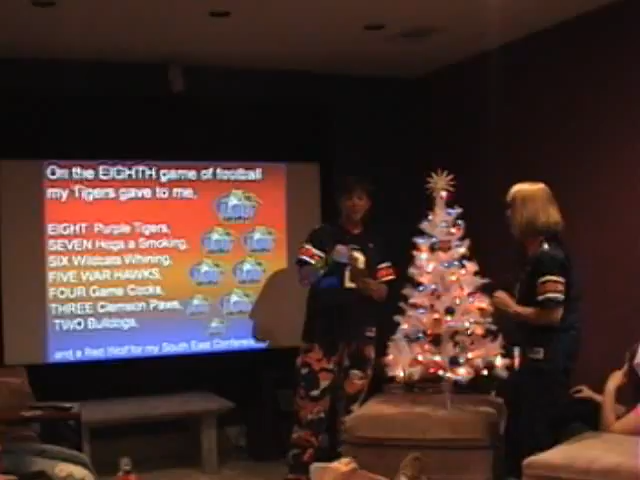 On the EIGHTH game of football
my Tigers gave to me,
EIGHT Purple Tigers,
SEVEN Hogs a Smoking,
SIX Wildcats Whining,
FIVE WAR HAWKS,
FOUR Game Cocks,
THREE Clemson Paws,
TWO Bulldogs,
and a Red Wolf for my South East Conference